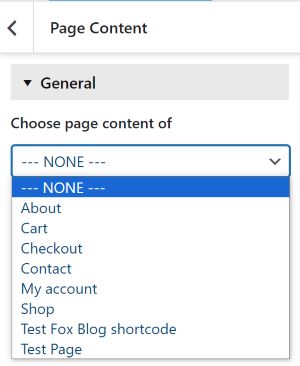 Page Content
General
Choose page content of
--- NONE ---
--- NONE ---
About
Cart
Checkout
Contact
My account
Shop
Test Fox Blog shortcode
Test Page